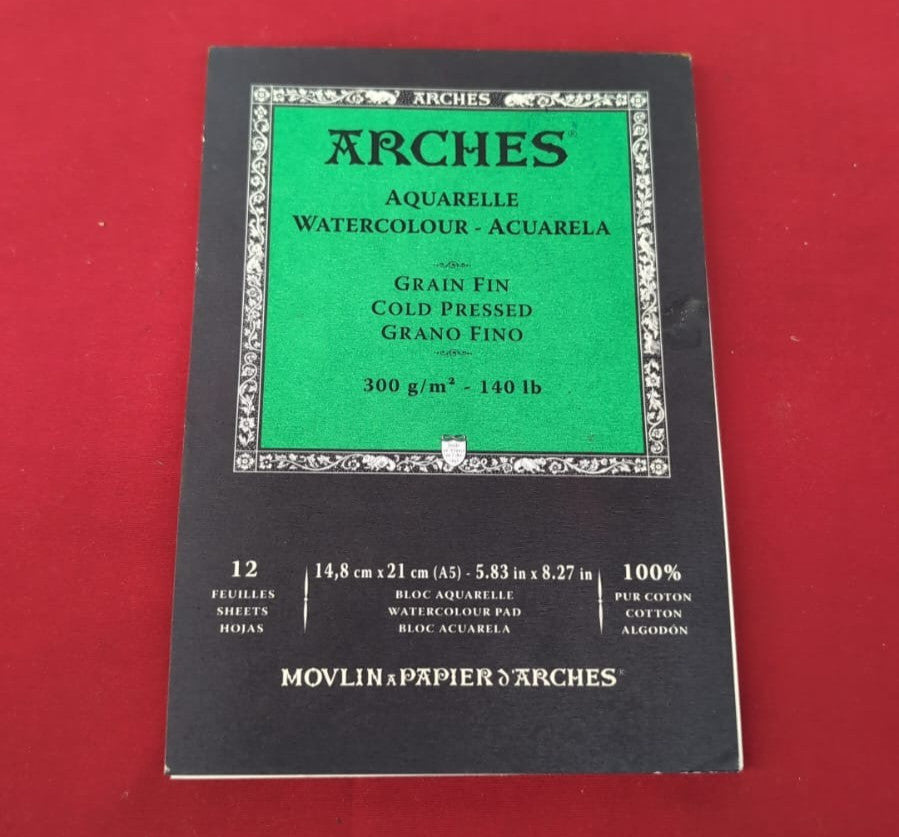 ARCHES
ARCHES®
AQUARELLE
WATERCOLOUR - ACUARELA
GRAIN FIN
COLD PRESSED
GRANO FINO
300 g/m² - 140 lb
12
FEUILLES
SHEETS
HOJAS
14,8 cm x 21 cm (A5) - 5.83 in x 8.27 in
BLOC AQUARELLE
WATERCOLOUR PAD
BLOC ACUARELA
100%
PUR COTON
COTTON
ALGODÓN
MOVLIN A PAPIER D'ARCHES®